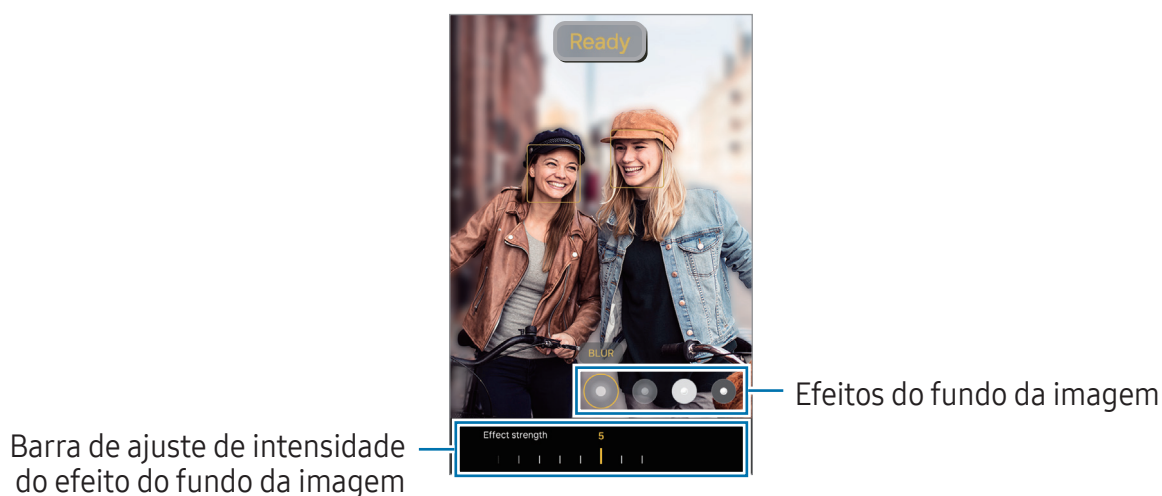 Ready
BLUR
Efeitos do fundo da imagem
Effect strength
5
Barra de ajuste de intensidade
do efeito do fundo da imagem